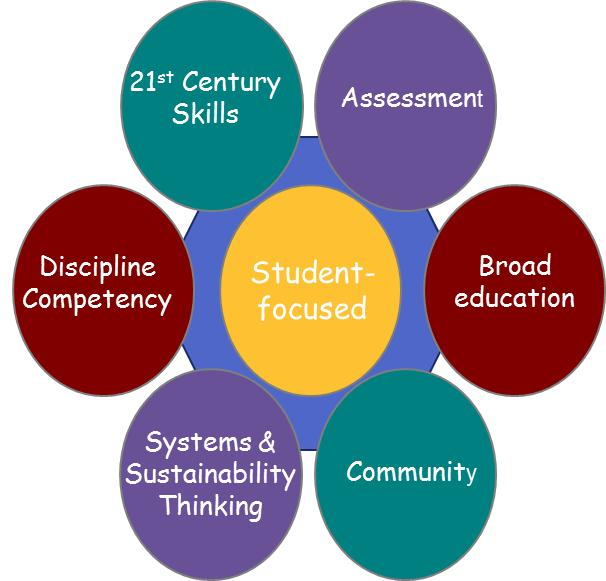 21st Century
Skills
Assessment
Discipline
Competency
Student-
focused
Broad
education
Systems &
Sustainability
Thinking
Community